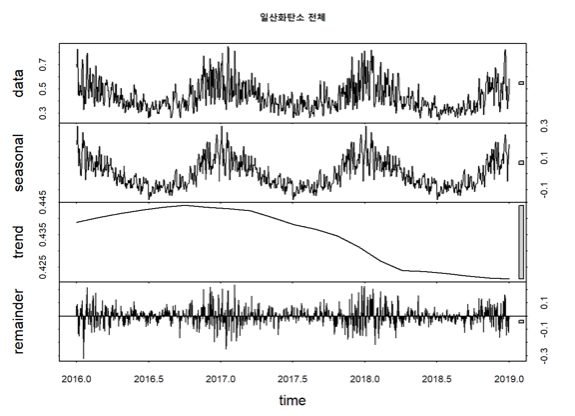 일산화탄소 전체
data
0.3 0.5 0.7
seasonal
-0.1 0.1 0.3
trend
0.425 0.435 0.445
remainder
-0.3 -0.1 0.1
2016.0 2016.5 2017.0 2017.5 2018.0 2018.5 2019.0
time